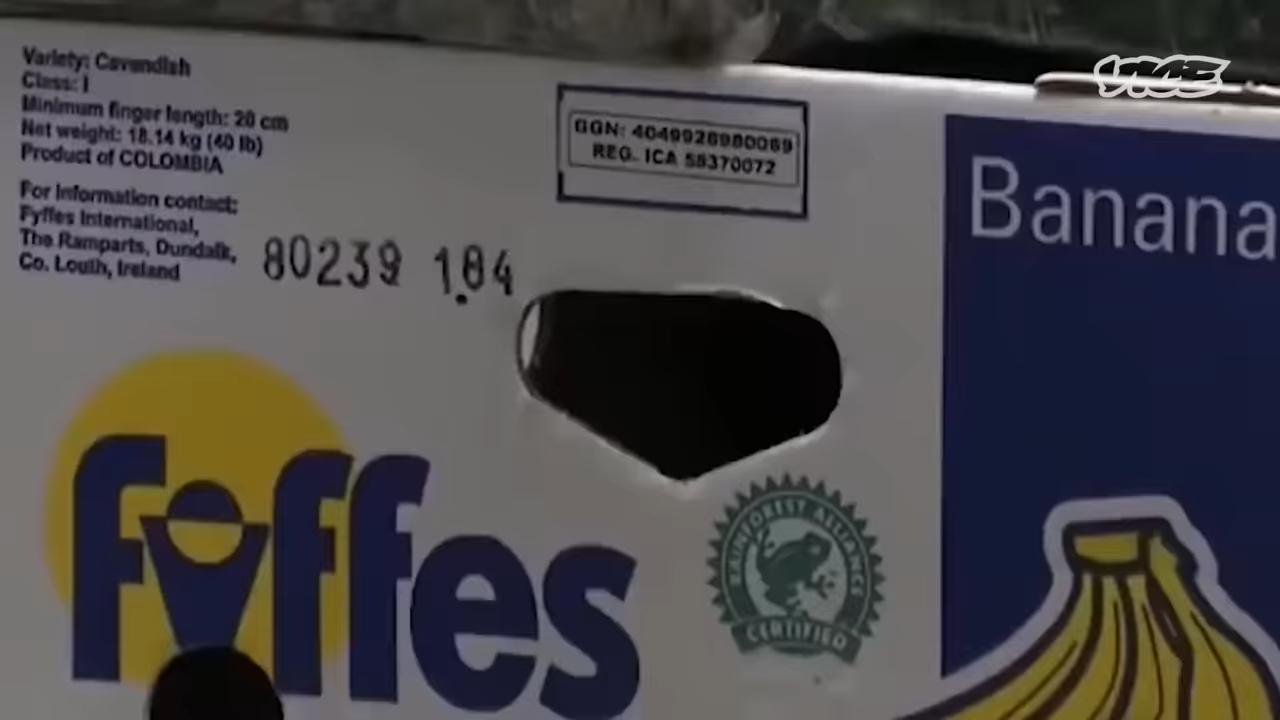 Variety: Cavendish
Class: I
Minimum finger length: 20 cm
Net weight: 18.14 kg (40 lb)
Product of COLOMBIA
For information contact:
Fyffes International,
The Ramparts, Dundalk,
Co. Louth, Ireland
80239 184
GGN: 4049928980069
REG. ICA 58370072
VICE
Banana
fyffes
RAINFOREST ALLIANCE
CERTIFIED